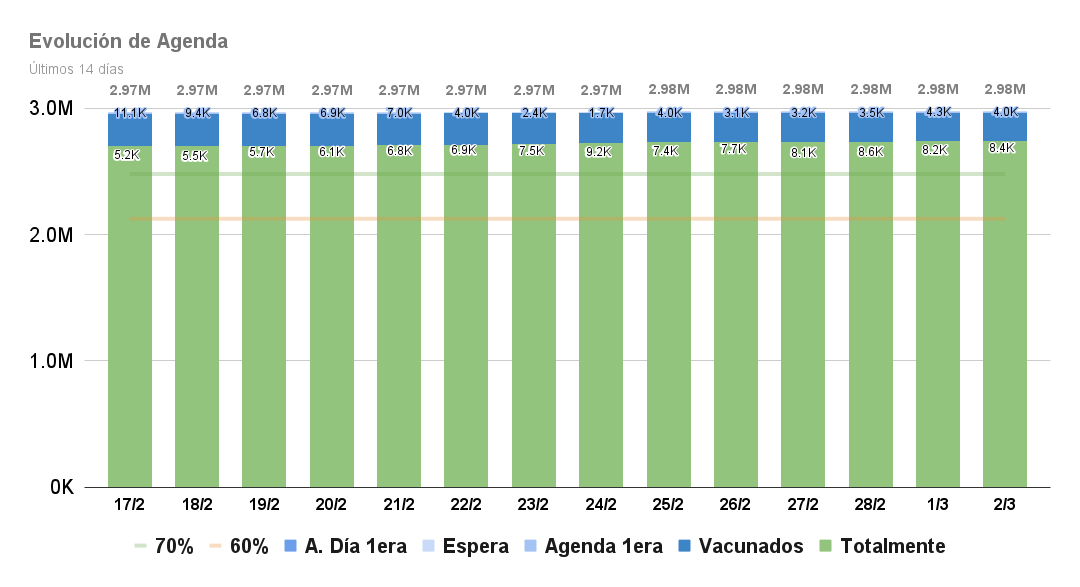 Evolución de Agenda
Últimos 14 días
2.97M 2.97M 2.97M 2.97M 2.97M 2.97M 2.97M 2.97M 2.98M 2.98M 2.98M 2.98M 2.98M 2.98M
3.0M
11.1K 9.4K 6.8K 6.9K 7.0K 4.0K 2.4K 1.7K 4.0K 3.1K 3.2K 3.5K 4.3K 4.0K
5.2K 5.5K 5.7K 6.1K 6.8K 6.9K 7.5K 9.2K 7.4K 7.7K 8.1K 8.6K 8.2K 8.4K
2.0M
1.0M
0K
17/2 18/2 19/2 20/2 21/2 22/2 23/2 24/2 25/2 26/2 27/2 28/2 1/3 2/3
70% 60% A. Día 1era Espera Agenda 1era Vacunados Totalmente